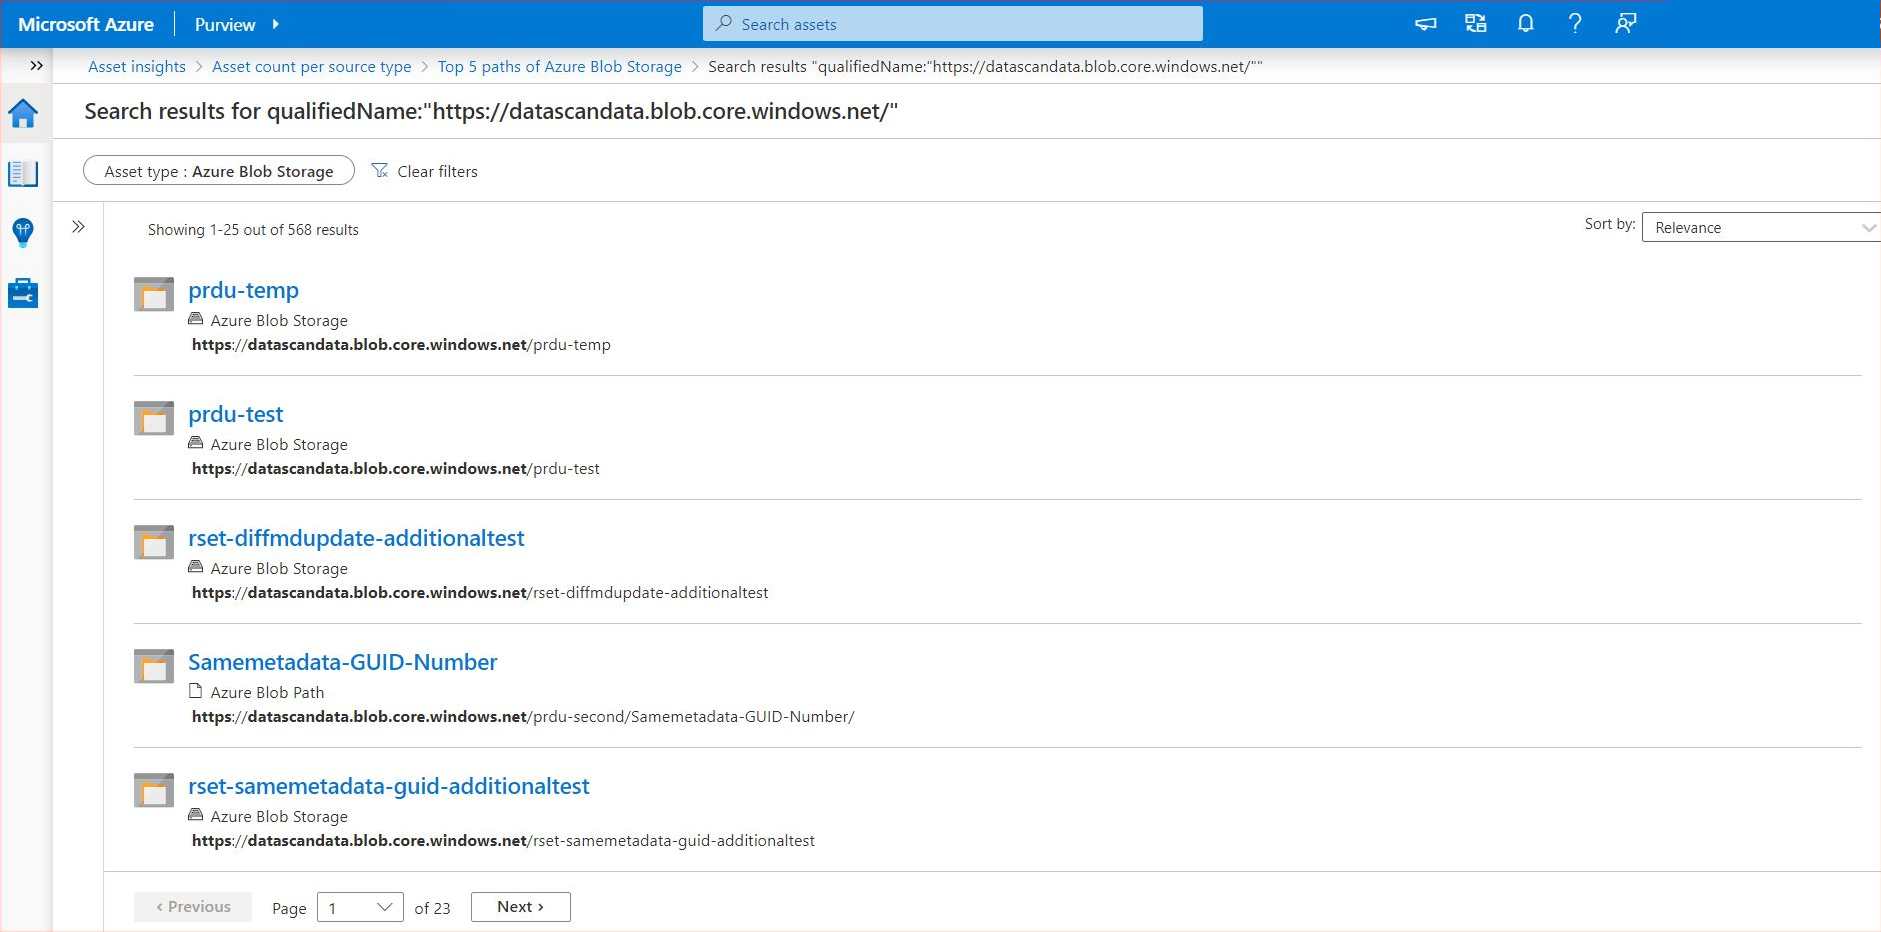 Microsoft Azure | Purview
Search assets
Asset insights > Asset count per source type > Top 5 paths of Azure Blob Storage > Search results "qualifiedName:"https://datascandata.blob.core.windows.net/""
Search results for qualifiedName:"https://datascandata.blob.core.windows.net/"
Asset type : Azure Blob Storage
Clear filters
Showing 1-25 out of 568 results
Sort by: Relevance
prdu-temp
Azure Blob Storage
https://datascandata.blob.core.windows.net/prdu-temp
prdu-test
Azure Blob Storage
https://datascandata.blob.core.windows.net/prdu-test
rset-diffmdupdate-additionaltest
Azure Blob Storage
https://datascandata.blob.core.windows.net/rset-diffmdupdate-additionaltest
Samemetadata-GUID-Number
Azure Blob Path
https://datascandata.blob.core.windows.net/prdu-second/Samemetadata-GUID-Number/
rset-samemetadata-guid-additionaltest
Azure Blob Storage
https://datascandata.blob.core.windows.net/rset-samemetadata-guid-additionaltest
‹ Previous Page 1 of 23 Next ›